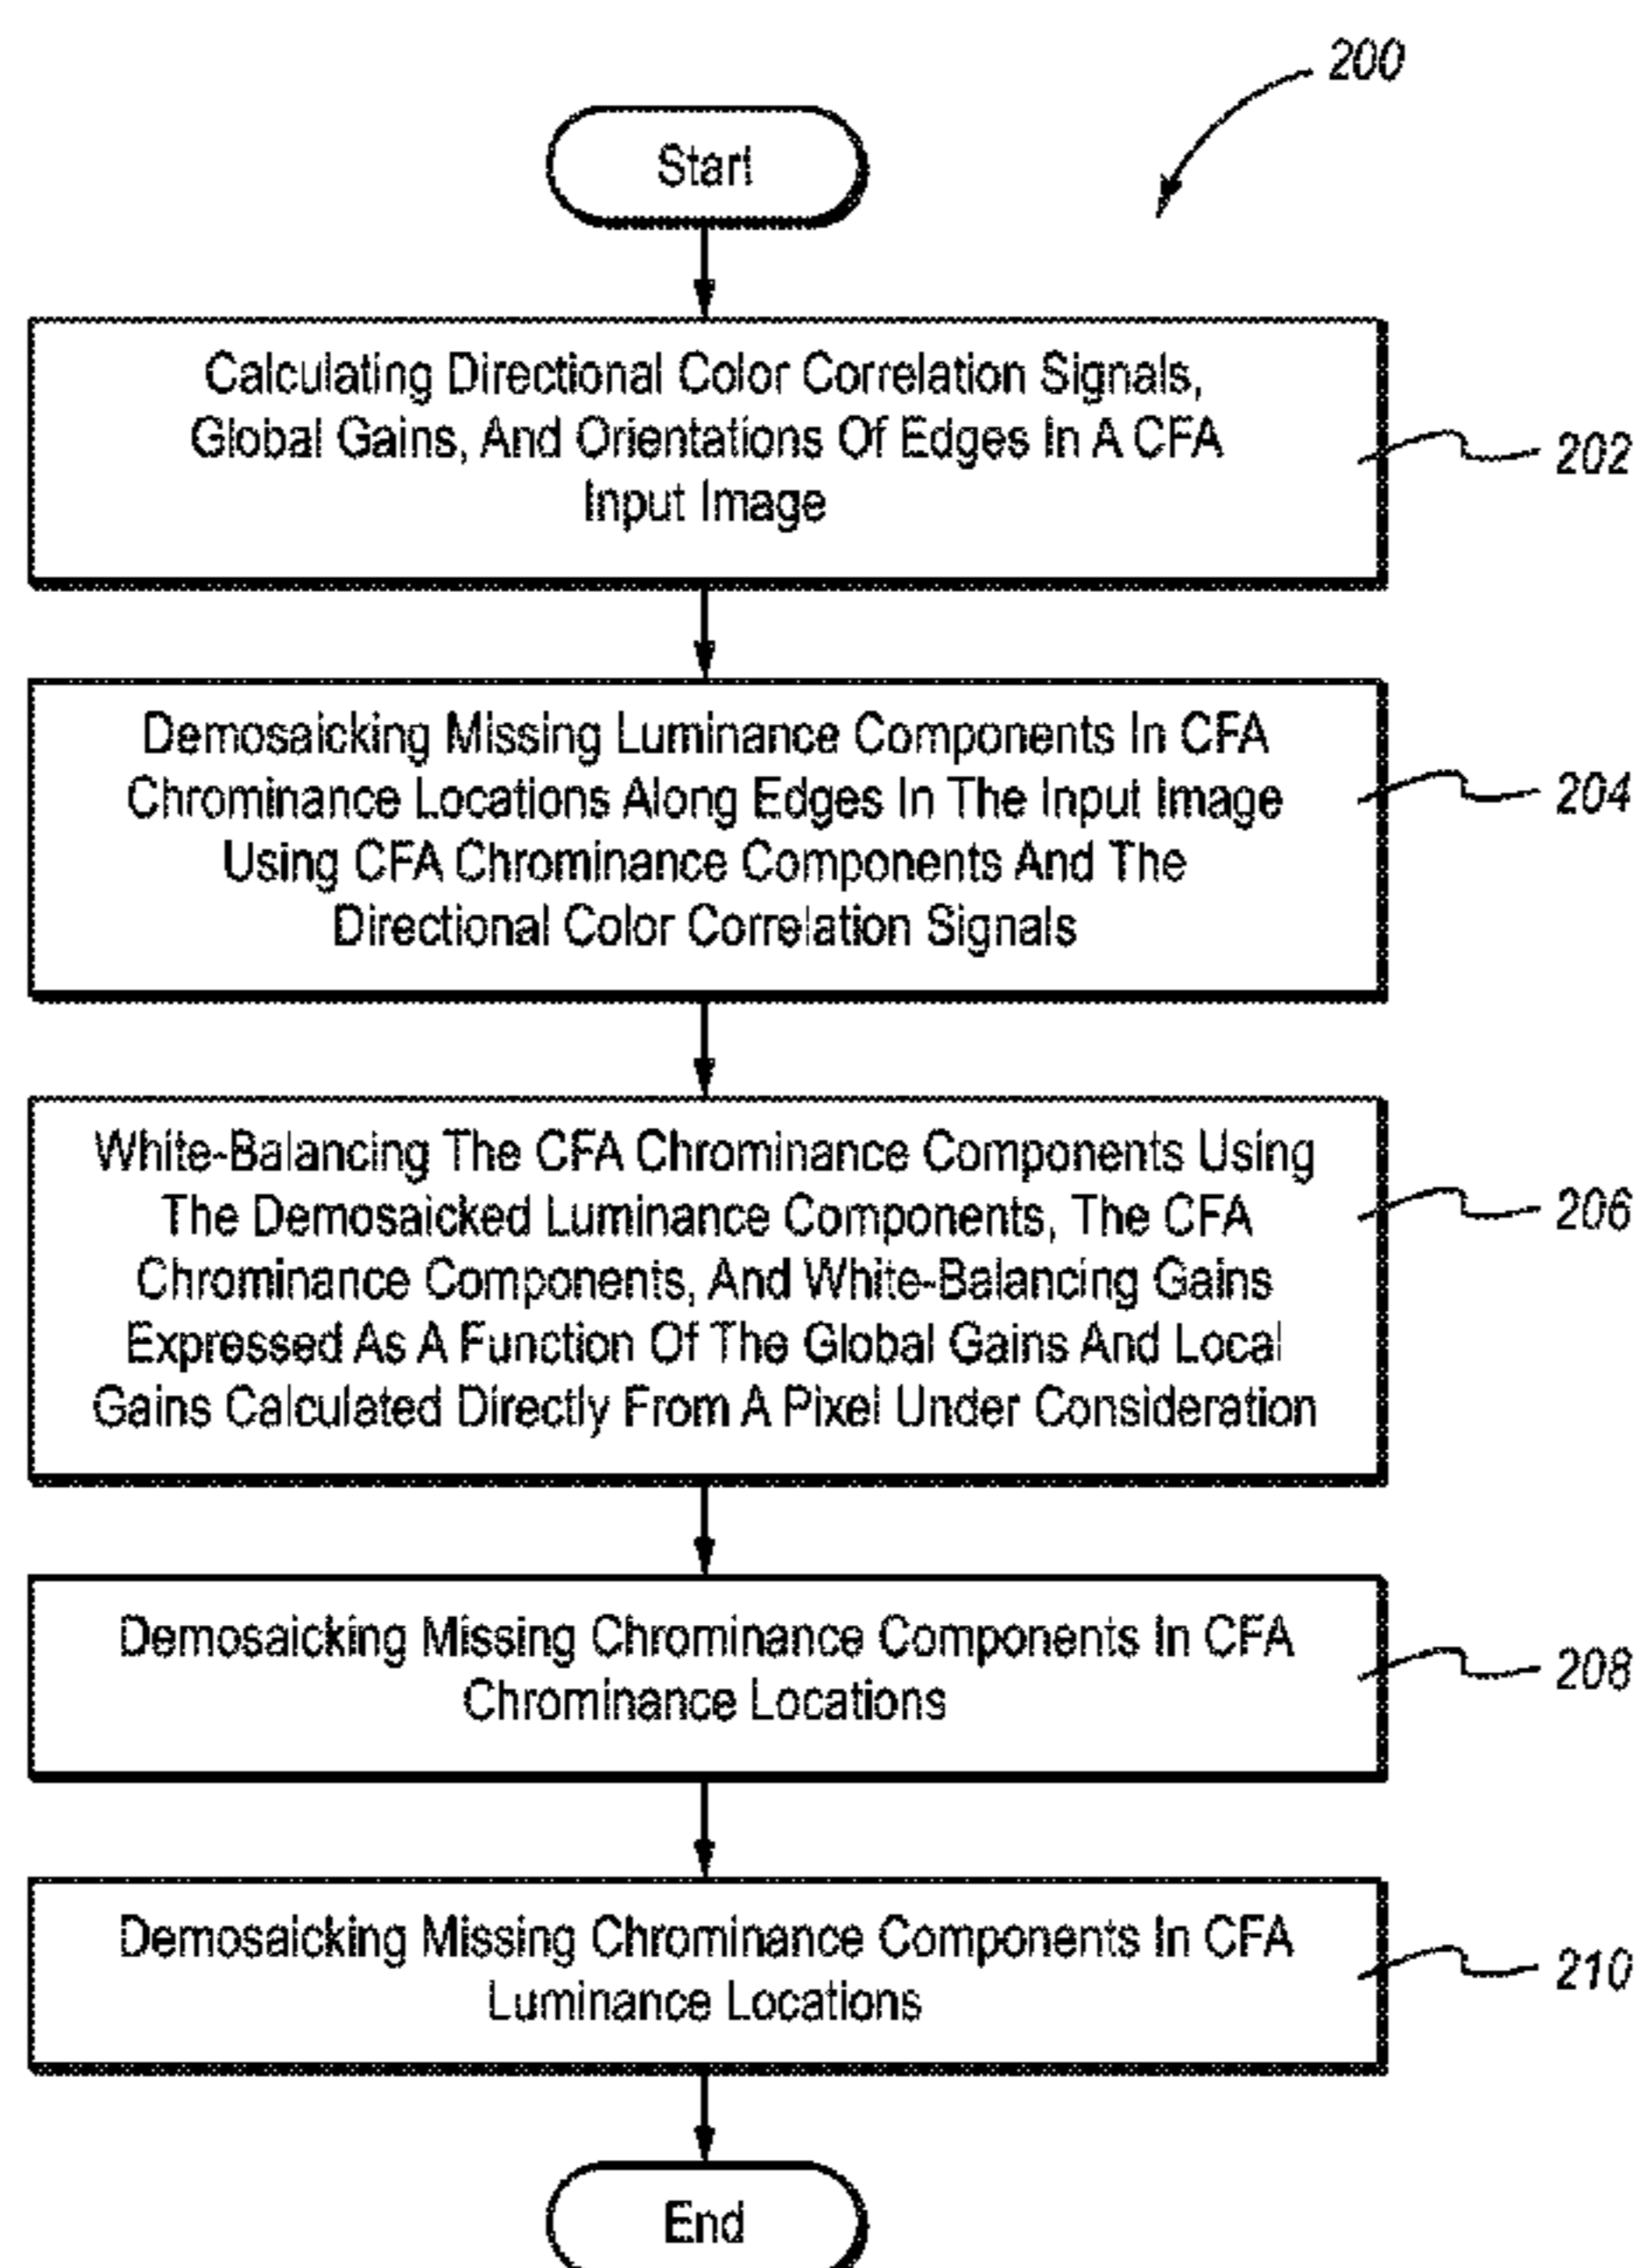 200
Start
Calculating Directional Color Correlation Signals,
Global Gains, And Orientations Of Edges In A CFA
Input Image
202
Demosaicking Missing Luminance Components In CFA
Chrominance Locations Along Edges In The Input Image
Using CFA Chrominance Components And The
Directional Color Correlation Signals
204
White-Balancing The CFA Chrominance Components Using
The Demosaicked Luminance Components, The CFA
Chrominance Components, And White-Balancing Gains
Expressed As A Function Of The Global Gains And Local
Gains Calculated Directly From A Pixel Under Consideration
206
Demosaicking Missing Chrominance Components In CFA
Chrominance Locations
208
Demosaicking Missing Chrominance Components In CFA
Luminance Locations
210
End